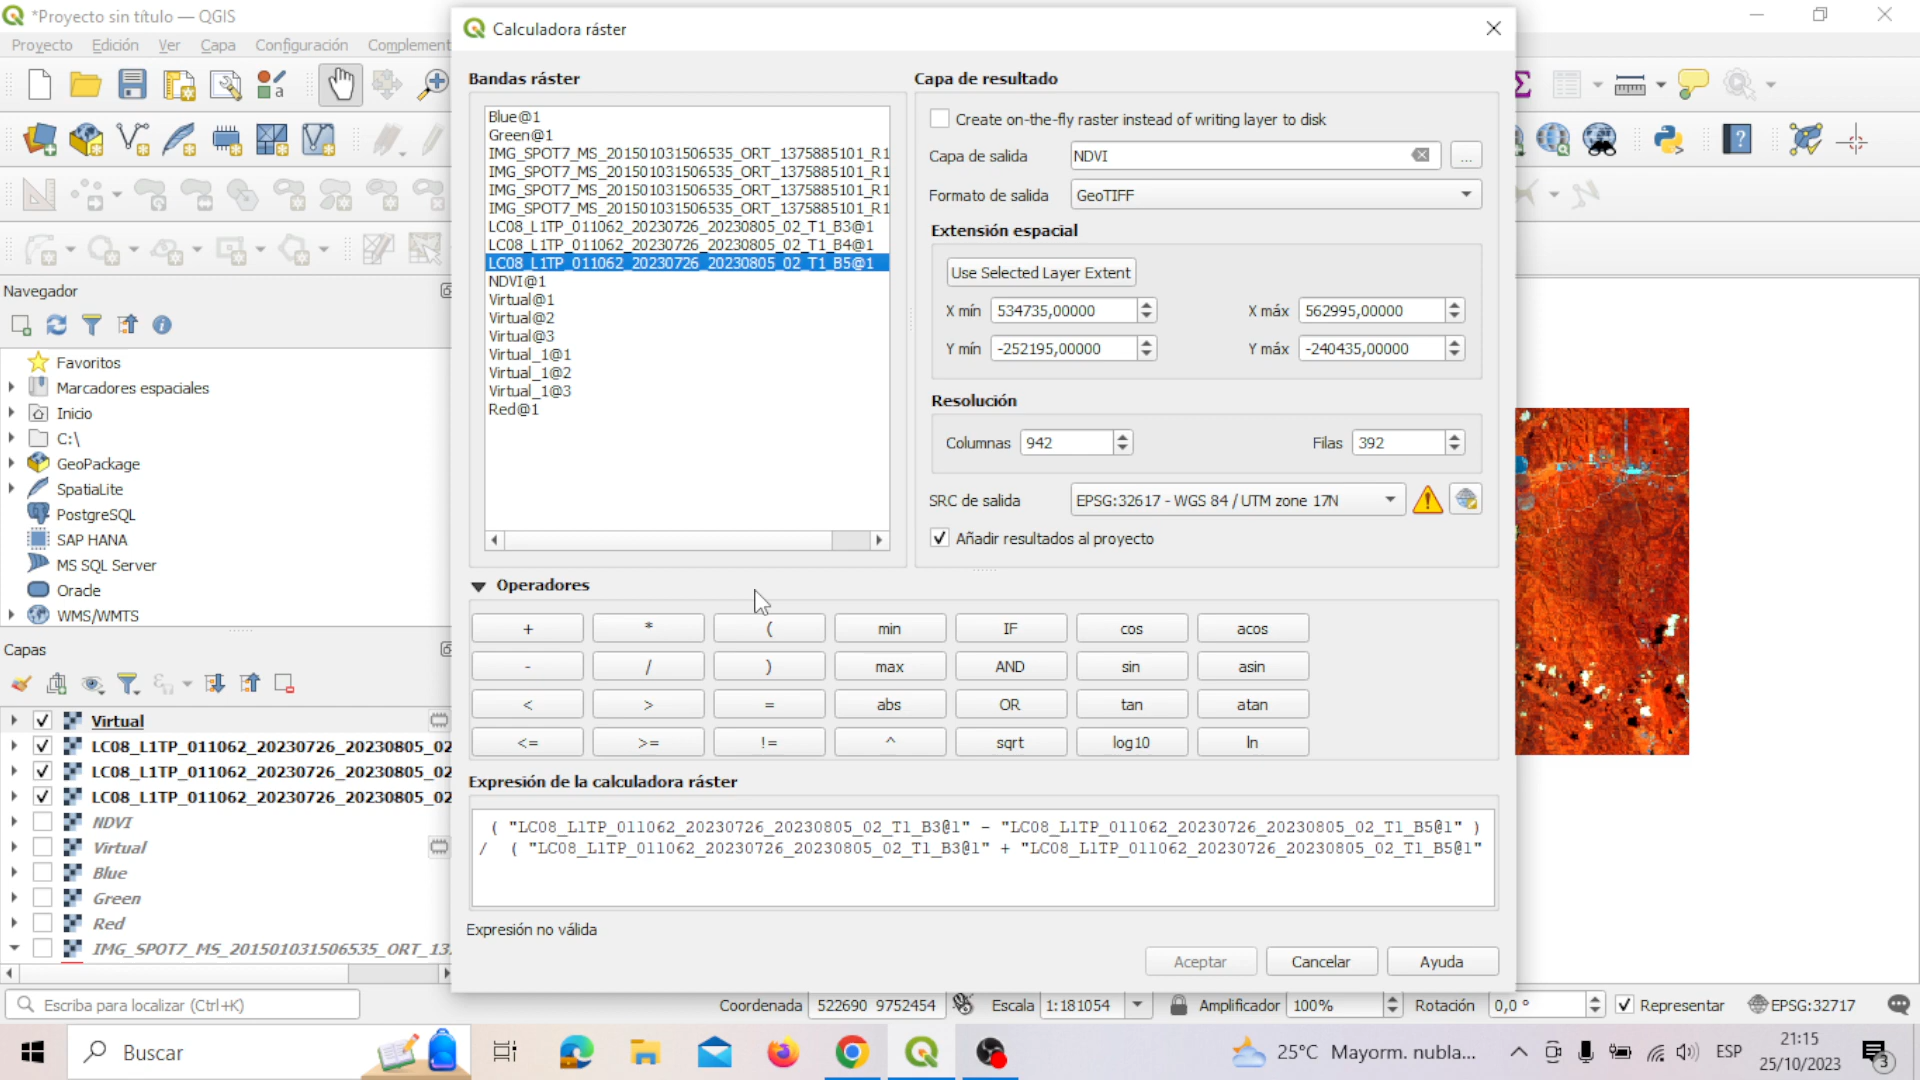 *Proyecto sin título — QGIS
Proyecto Edición Ver Capa Configuración Complement
Calculadora ráster
Bandas ráster
Blue@1
Green@1
IMG_SPOT7_MS_201501031506535_ORT_1375885101_R1
IMG_SPOT7_MS_201501031506535_ORT_1375885101_R1
IMG_SPOT7_MS_201501031506535_ORT_1375885101_R1
IMG_SPOT7_MS_201501031506535_ORT_1375885101_R1
LC08_L1TP_011062_20230726_20230805_02_T1_B3@1
LC08_L1TP_011062_20230726_20230805_02_T1_B4@1
LC08_L1TP_011062_20230726_20230805_02_T1_B5@1
NDVI@1
Virtual@1
Virtual@2
Virtual@3
Virtual_1@1
Virtual_1@2
Virtual_1@3
Red@1
Capa de resultado
Create on-the-fly raster instead of writing layer to disk
Capa de salida NDVI ...
Formato de salida GeoTIFF
Extensión espacial
Use Selected Layer Extent
X mín 534735,00000 X máx 562995,00000
Y mín -252195,00000 Y máx -240435,00000
Resolución
Columnas 942 Filas 392
SRC de salida EPSG:32617 - WGS 84 / UTM zone 17N
Añadir resultados al proyecto
Operadores
+ * ( min IF cos acos
- / ) max AND sin asin
< > = abs OR tan atan
<= >= != ^ sqrt log10 ln
Expresión de la calculadora ráster
( "LC08_L1TP_011062_20230726_20230805_02_T1_B3@1" - "LC08_L1TP_011062_20230726_20230805_02_T1_B5@1" )
/ ( "LC08_L1TP_011062_20230726_20230805_02_T1_B3@1" + "LC08_L1TP_011062_20230726_20230805_02_T1_B5@1"
Expresión no válida
Aceptar Cancelar Ayuda
Navegador
Favoritos
Marcadores espaciales
Inicio
C:\
GeoPackage
SpatiaLite
PostgreSQL
SAP HANA
MS SQL Server
Oracle
WMS/WMTS
Capas
Virtual
LC08_L1TP_011062_20230726_20230805_02
LC08_L1TP_011062_20230726_20230805_02
LC08_L1TP_011062_20230726_20230805_02
NDVI
Virtual
Blue
Green
Red
IMG_SPOT7_MS_201501031506535_ORT_13
Escriba para localizar (Ctrl+K)
Coordenada 522690 9752454 Escala 1:181054 Amplificador 100% Rotación 0,0 ° Representar EPSG:32717
Buscar
25°C Mayorm. nubla... ESP 21:15
25/10/2023
3